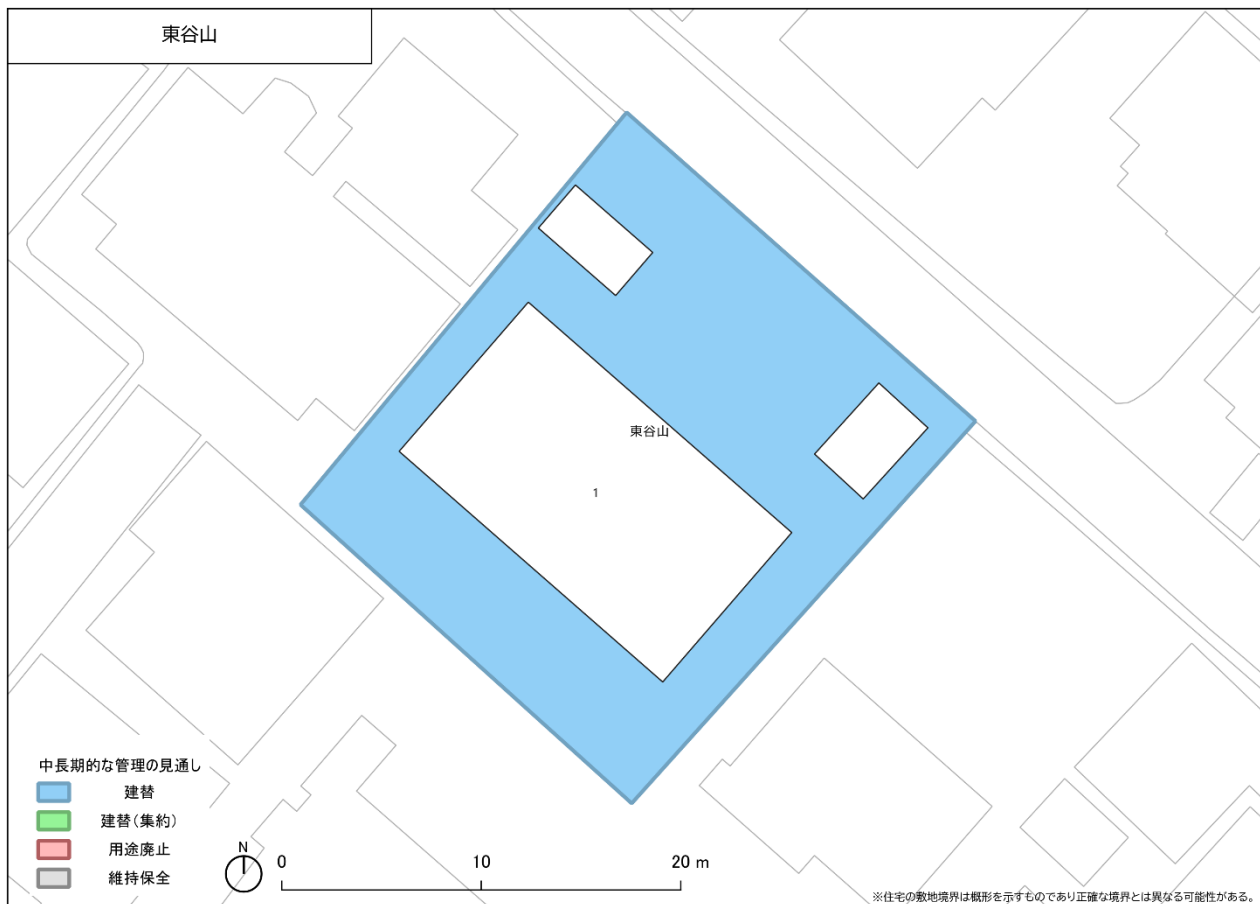 東谷山
東谷山
1
中長期的な管理の見通し
建替
建替(集約)
用途廃止
維持保全
N
0 10 20 m
※住宅の敷地境界は概形を示すものであり正確な境界とは異なる可能性がある。